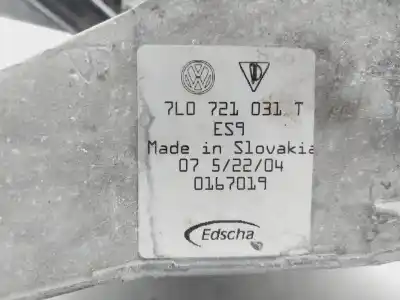 7L0 721 031 T
ES9
Made in Slovakia
07 5/22/04
0167019
Edscha